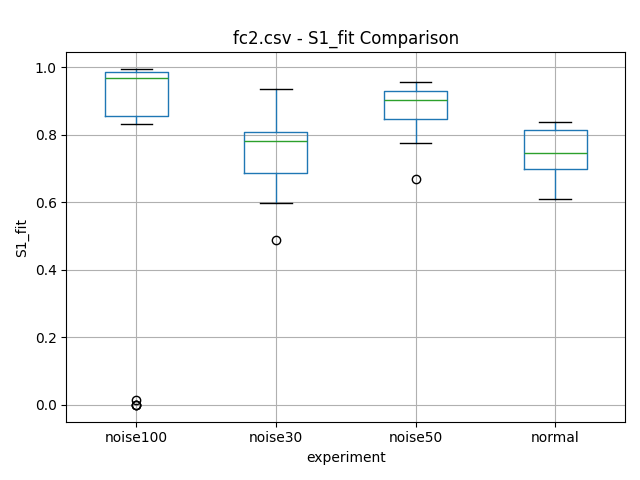 fc2.csv - S1_fit Comparison
1.0
0.8
0.6
0.4
0.2
0.0
S1_fit
noise100 noise30 noise50 normal
experiment